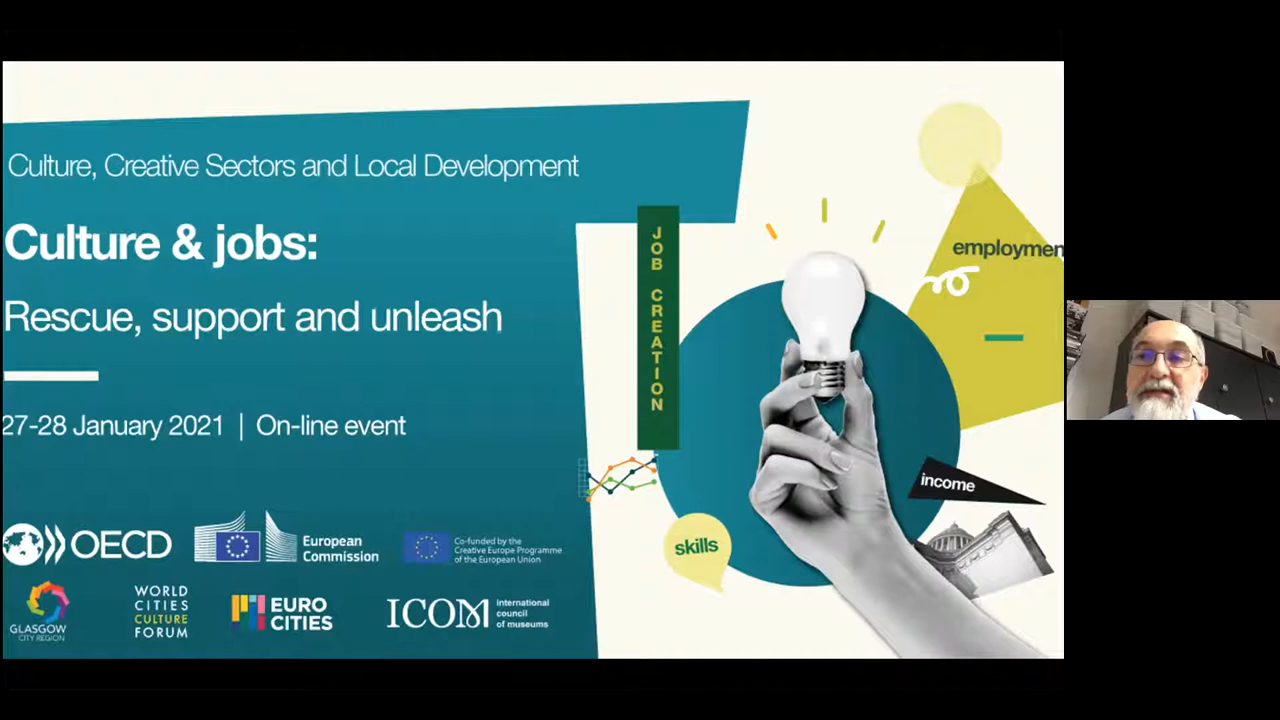 Culture, Creative Sectors and Local Development
Culture & jobs:
Rescue, support and unleash
27-28 January 2021 | On-line event
JOB CREATION
employmen
income
skills
OECD
European
Commission
Co-funded by the
Creative Europe Programme
of the European Union
GLASGOW
CITY REGION
WORLD
CITIES
CULTURE
FORUM
EURO
CITIES
ICOM
international
council
of museums